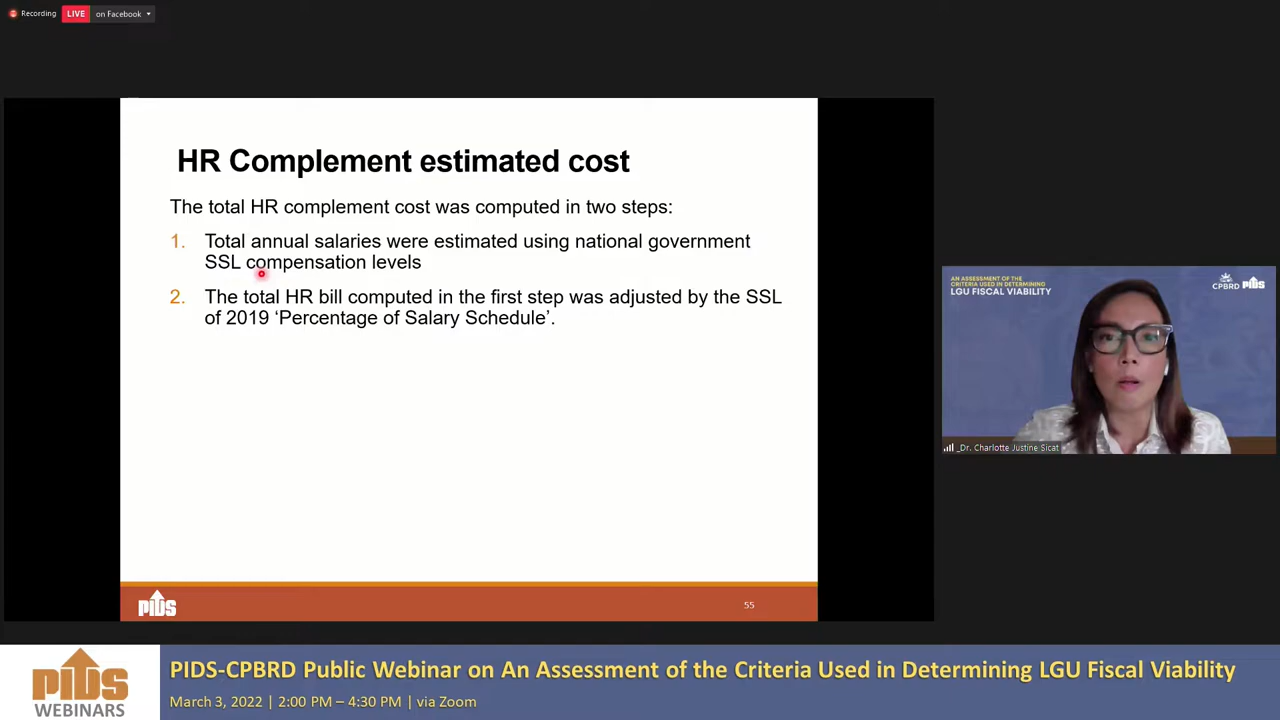 Recording
LIVE
on Facebook
HR Complement estimated cost
The total HR complement cost was computed in two steps:
1. Total annual salaries were estimated using national government
SSL compensation levels
2. The total HR bill computed in the first step was adjusted by the SSL
of 2019 ‘Percentage of Salary Schedule’.
PIDS
55
AN ASSESSMENT OF THE
CRITERIA USED IN DETERMINING
LGU FISCAL VIABILITY
CPBRD PIDS
_Dr. Charlotte Justine Sicat
PIDS
WEBINARS
PIDS-CPBRD Public Webinar on An Assessment of the Criteria Used in Determining LGU Fiscal Viability
March 3, 2022 | 2:00 PM – 4:30 PM | via Zoom